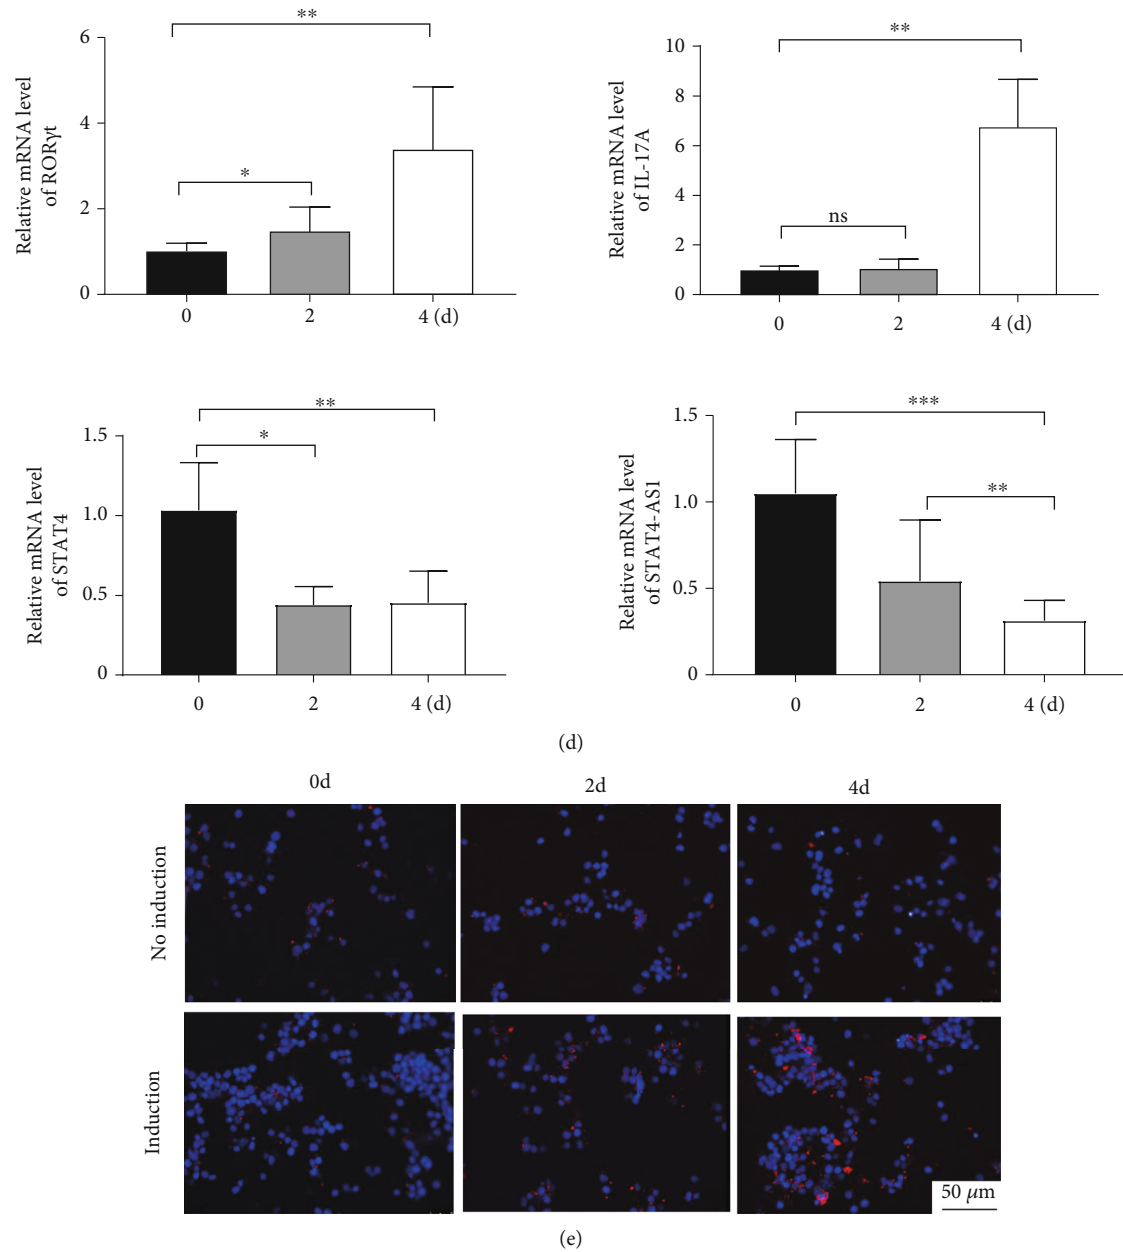 **
6
4
2
0
*
Relative mRNA level
of RORγt
0 2 4 (d)
**
10
8
6
4
2
0
ns
Relative mRNA level
of IL-17A
0 2 4 (d)
**
*
1.5
1.0
0.5
0
Relative mRNA level
of STAT4
0 2 4 (d)
***
**
1.5
1.0
0.5
0
Relative mRNA level
of STAT4-AS1
0 2 4 (d)
(d)
0d 2d 4d
No induction
Induction
50 μm
(e)